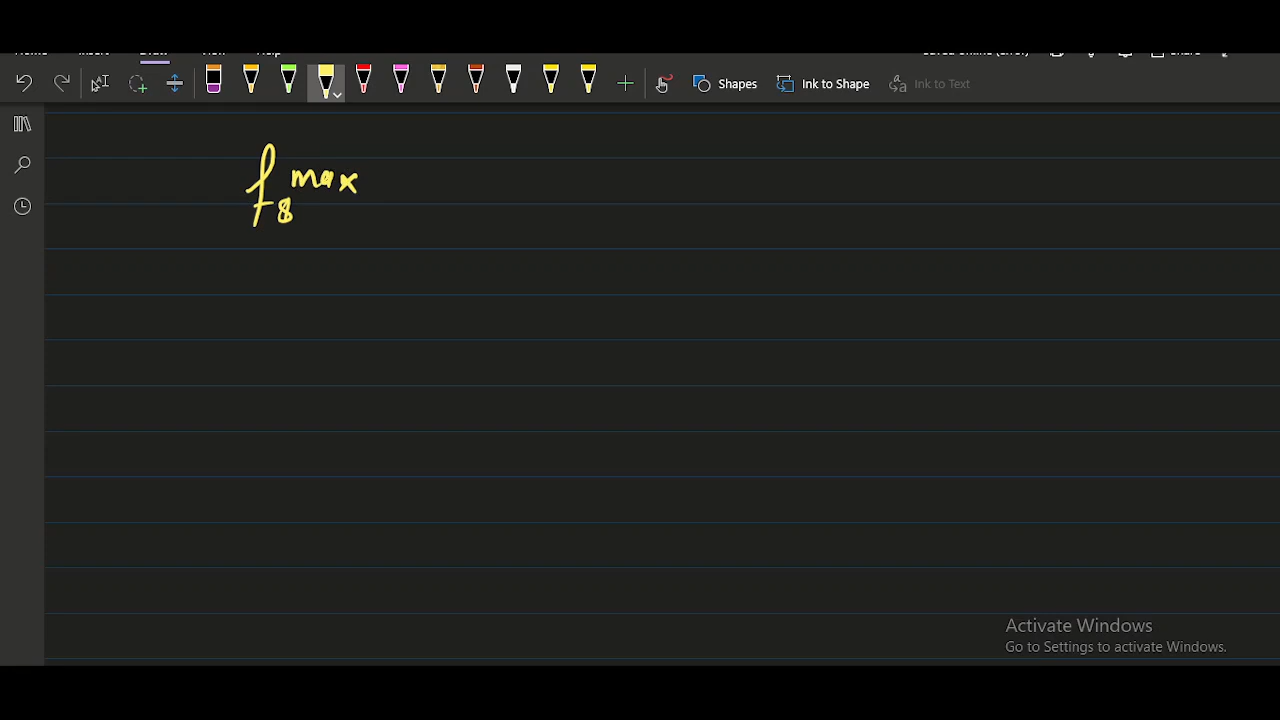 Shapes Ink to Shape Ink to Text
f₈ᵐᵃˣ
Activate Windows
Go to Settings to activate Windows.